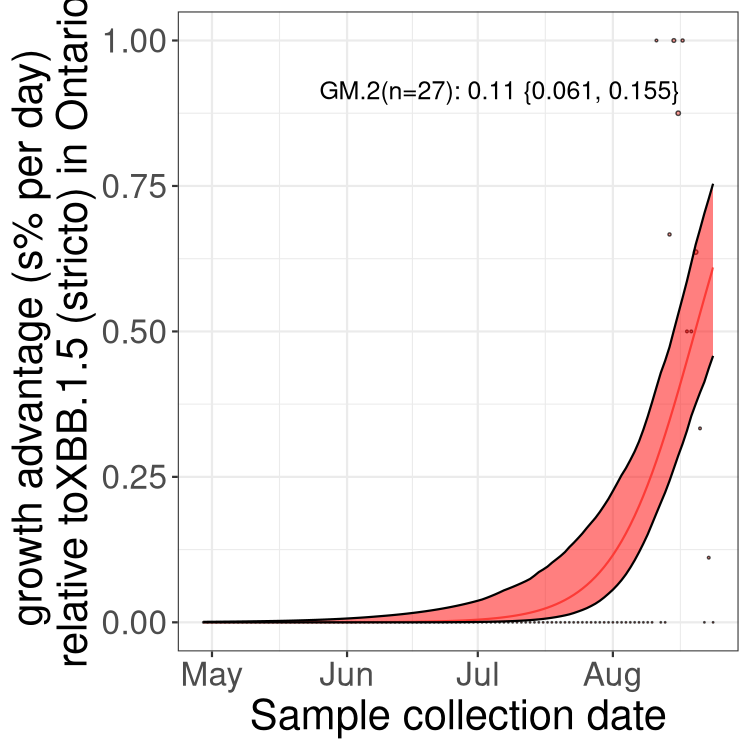 growth advantage (s% per day)
relative toXBB.1.5 (stricto) in Ontario
1.00
0.75
0.50
0.25
0.00
GM.2(n=27): 0.11 {0.061, 0.155}
May Jun Jul Aug
Sample collection date